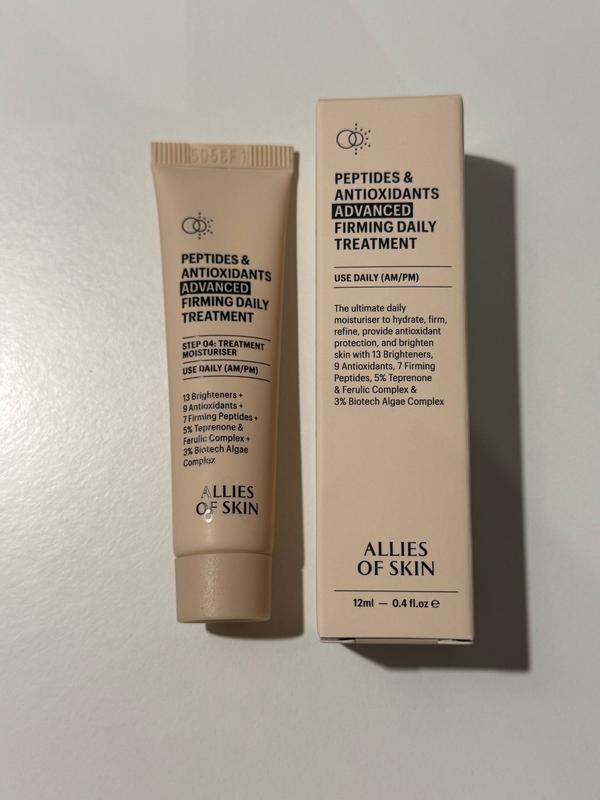 PEPTIDES &
ANTIOXIDANTS
ADVANCED
FIRMING DAILY
TREATMENT
STEP 04: TREATMENT
MOISTURISER
USE DAILY (AM/PM)
13 Brighteners +
9 Antioxidants +
7 Firming Peptides +
5% Teprenone &
Ferulic Complex +
3% Biotech Algae
Complex
ALLIES
OF SKIN
PEPTIDES &
ANTIOXIDANTS
ADVANCED
FIRMING DAILY
TREATMENT
USE DAILY (AM/PM)
The ultimate daily
moisturiser to hydrate, firm,
refine, provide antioxidant
protection, and brighten
skin with 13 Brighteners,
9 Antioxidants, 7 Firming
Peptides, 5% Teprenone
& Ferulic Complex &
3% Biotech Algae Complex
ALLIES
OF SKIN
12ml — 0.4 fl.oz ℮